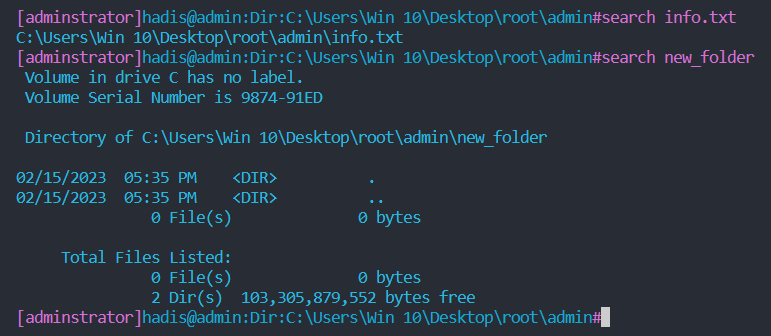 [adminstrator]hadis@admin:Dir:C:\Users\Win 10\Desktop\root\admin#search info.txt
C:\Users\Win 10\Desktop\root\admin\info.txt
[adminstrator]hadis@admin:Dir:C:\Users\Win 10\Desktop\root\admin#search new_folder
Volume in drive C has no label.
Volume Serial Number is 9874-91ED
Directory of C:\Users\Win 10\Desktop\root\admin\new_folder
02/15/2023  05:35 PM    <DIR>          .
02/15/2023  05:35 PM    <DIR>          ..
0 File(s)              0 bytes
Total Files Listed:
0 File(s)              0 bytes
2 Dir(s)  103,305,879,552 bytes free
[adminstrator]hadis@admin:Dir:C:\Users\Win 10\Desktop\root\admin#